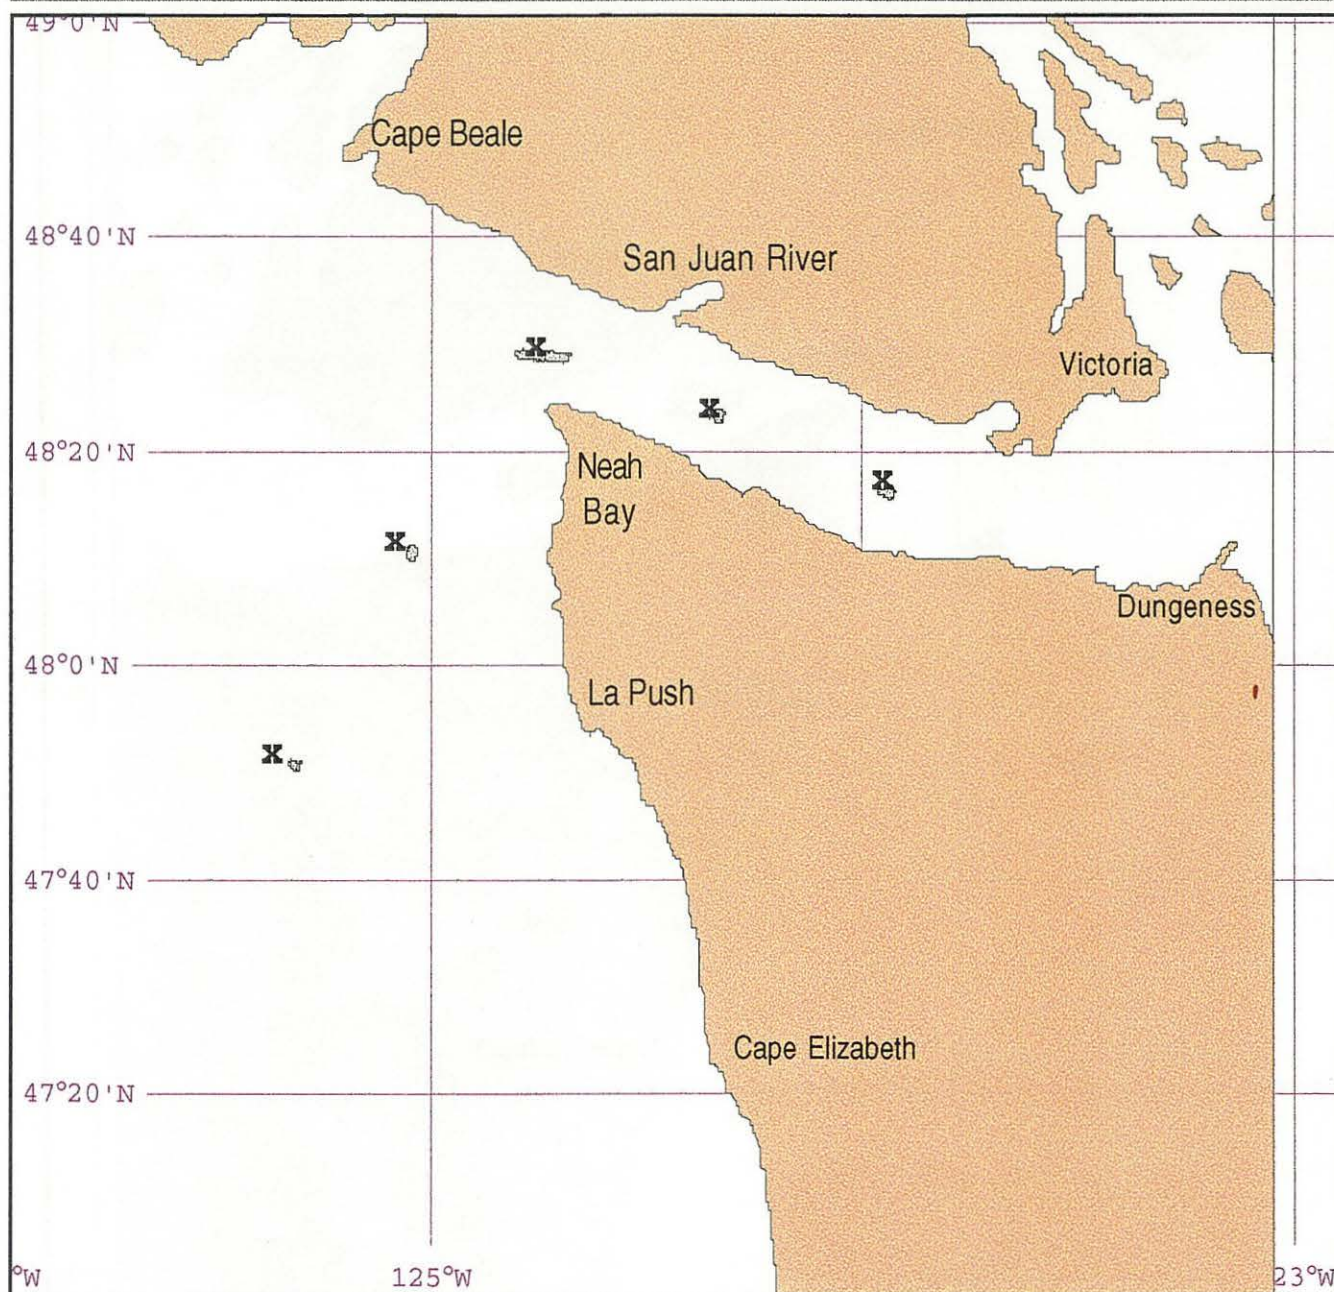 49°0'N
Cape Beale
48°40'N
San Juan River
X
Victoria
X
48°20'N
Neah
Bay
X
X
Dungeness
48°0'N
La Push
X
47°40'N
Cape Elizabeth
47°20'N
°W
125°W
23°W